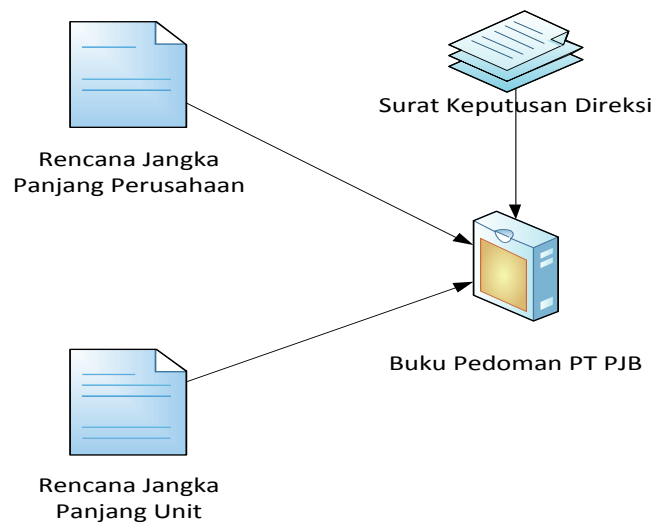 Surat Keputusan Direksi
Rencana Jangka
Panjang Perusahaan
Buku Pedoman PT PJB
Rencana Jangka
Panjang Unit